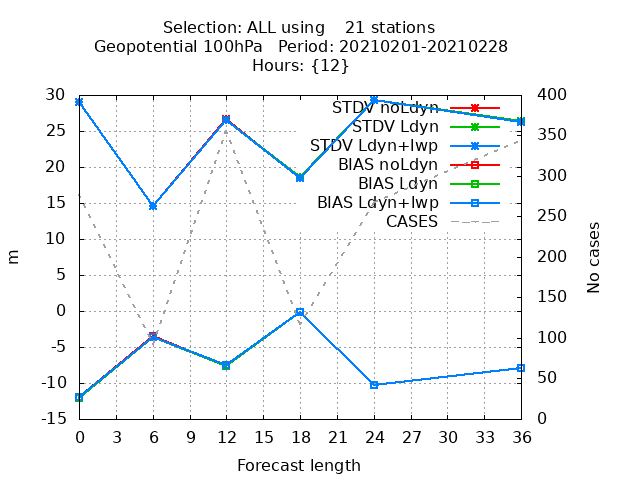 Selection: ALL using    21 stations
Geopotential 100hPa   Period: 20210201-20210228
Hours: {12}
30
25
20
15
10
5
0
-5
-10
-15
m
400
350
300
250
200
150
100
50
0
No cases
STDV noLdyn
STDV Ldyn
STDV Ldyn+lwp
BIAS noLdyn
BIAS Ldyn
BIAS Ldyn+lwp
CASES
0 3 6 9 12 15 18 21 24 27 30 33 36
Forecast length